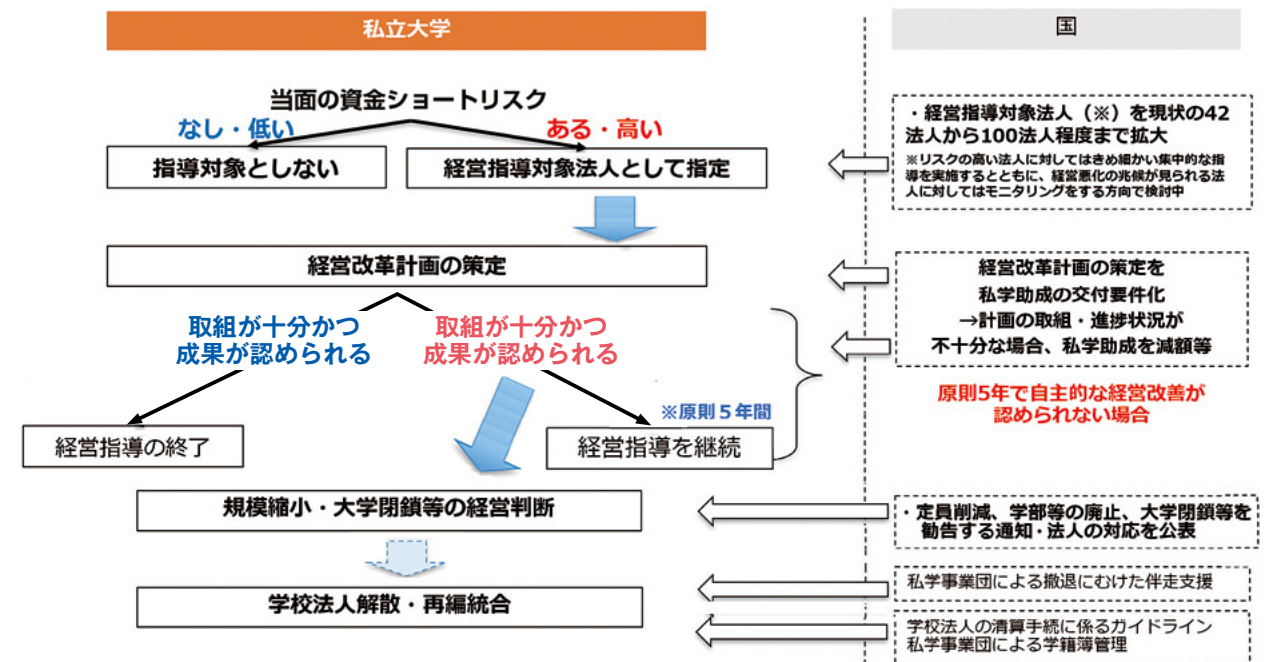 私立大学
国
当面の資金ショートリスク
なし・低い
ある・高い
指導対象としない
経営指導対象法人として指定
・経営指導対象法人（※）を現状の42
法人から100法人程度まで拡大
※リスクの高い法人に対してはきめ細かい集中的な指
導を実施するとともに、経営悪化の兆候が見られる法
人に対してはモニタリングをする方向で検討中
経営改革計画の策定
経営改革計画の策定を
私学助成の交付要件化
→計画の取組・進捗状況が
不十分な場合、私学助成を減額等
取組が十分かつ
成果が認められる
取組が十分かつ
成果が認められる
原則5年で自主的な経営改善が
認められない場合
※原則５年間
経営指導の終了
経営指導を継続
規模縮小・大学閉鎖等の経営判断
・定員削減、学部等の廃止、大学閉鎖等を
勧告する通知・法人の対応を公表
学校法人解散・再編統合
私学事業団による撤退にむけた伴走支援
学校法人の清算手続に係るガイドライン
私学事業団による学籍簿管理